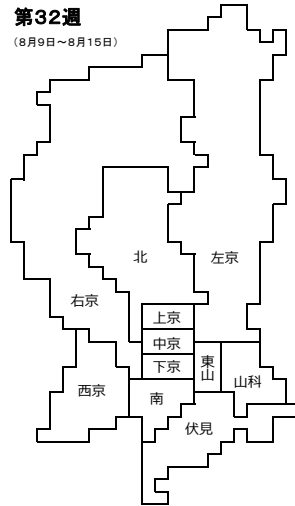 第32週
（8月9日～8月15日）
北
左京
右京
上京
中京
下京
東山
山科
西京
南
伏見